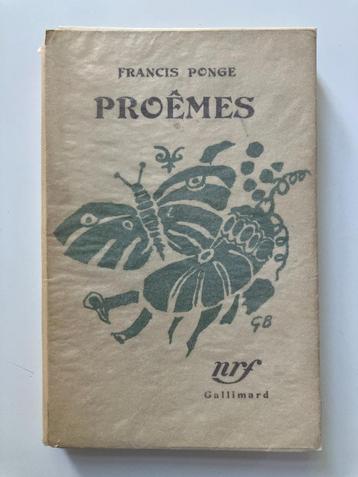 FRANCIS PONGE
PROÊMES
GB
nrf
Gallimard